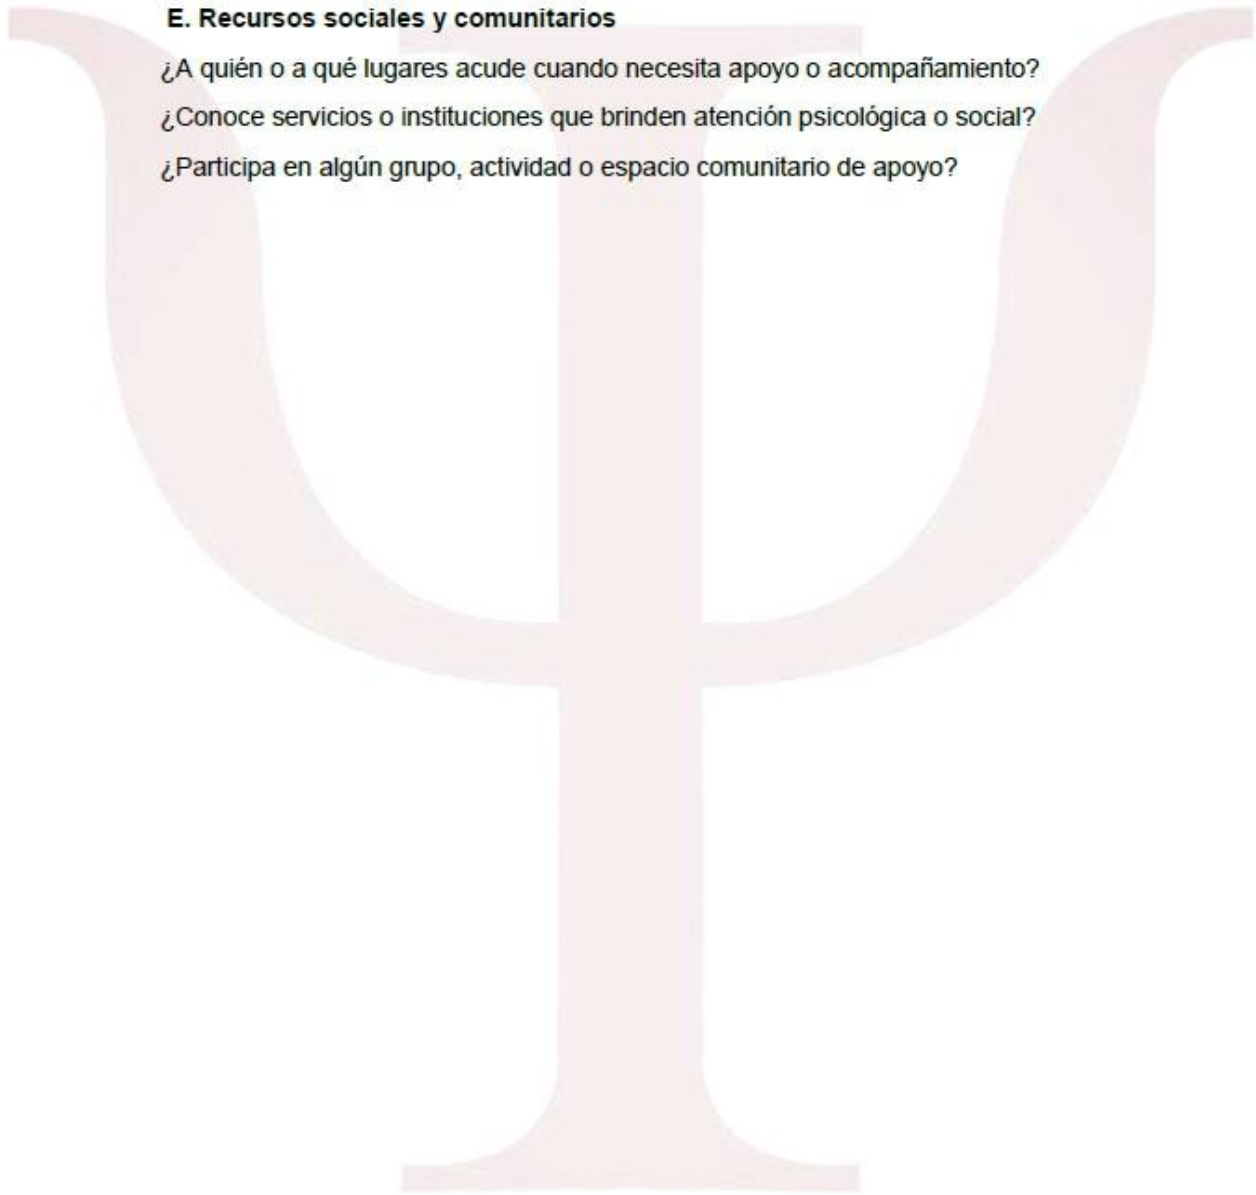 E. Recursos sociales y comunitarios
¿A quién o a qué lugares acude cuando necesita apoyo o acompañamiento?
¿Conoce servicios o instituciones que brinden atención psicológica o social?
¿Participa en algún grupo, actividad o espacio comunitario de apoyo?